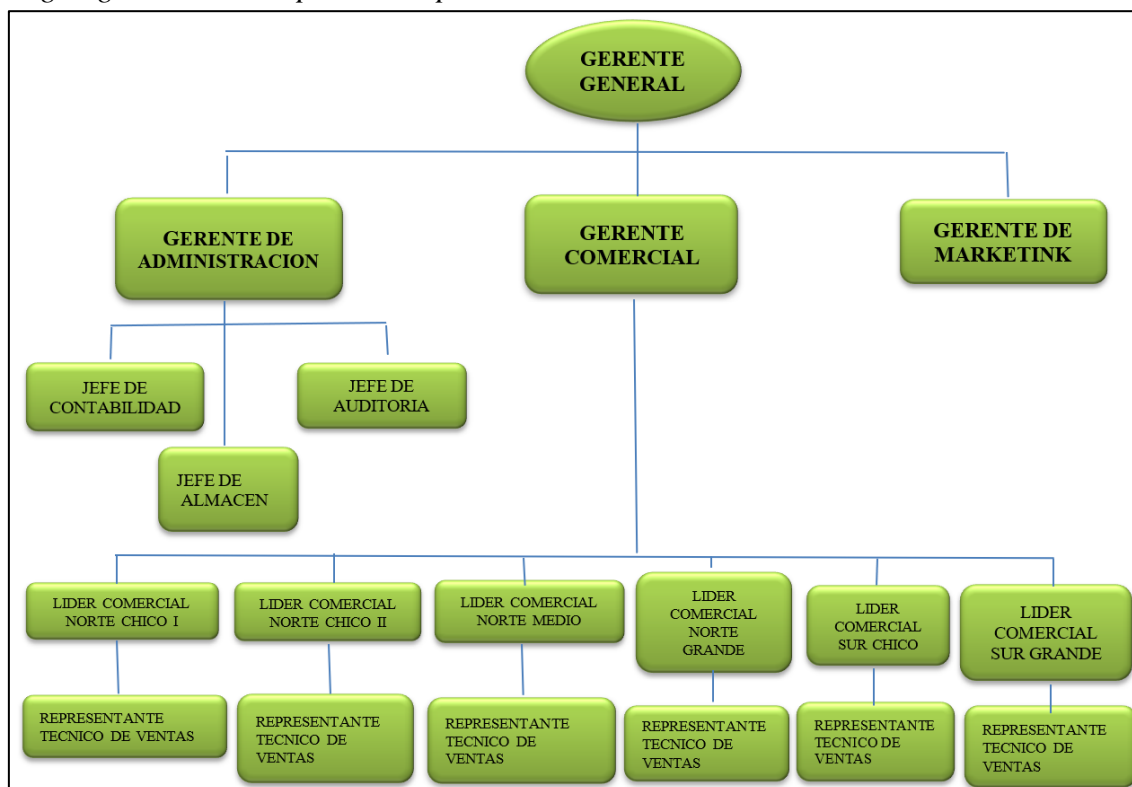 GERENTE
GENERAL
GERENTE DE
ADMINISTRACION
GERENTE
COMERCIAL
GERENTE DE
MARKETINK
JEFE DE
CONTABILIDAD
JEFE DE
AUDITORIA
JEFE DE
ALMACEN
LIDER COMERCIAL
NORTE CHICO I
LIDER COMERCIAL
NORTE CHICO II
LIDER COMERCIAL
NORTE MEDIO
LIDER
COMERCIAL
NORTE
GRANDE
LIDER
COMERCIAL
SUR CHICO
LIDER
COMERCIAL
SUR GRANDE
REPRESENTANTE
TECNICO DE VENTAS
REPRESENTANTE
TECNICO DE
VENTAS
REPRESENTANTE
TECNICO DE
VENTAS
REPRESENTANTE
TECNICO DE
VENTAS
REPRESENTANTE
TECNICO DE
VENTAS
REPRESENTANTE
TECNICO DE
VENTAS